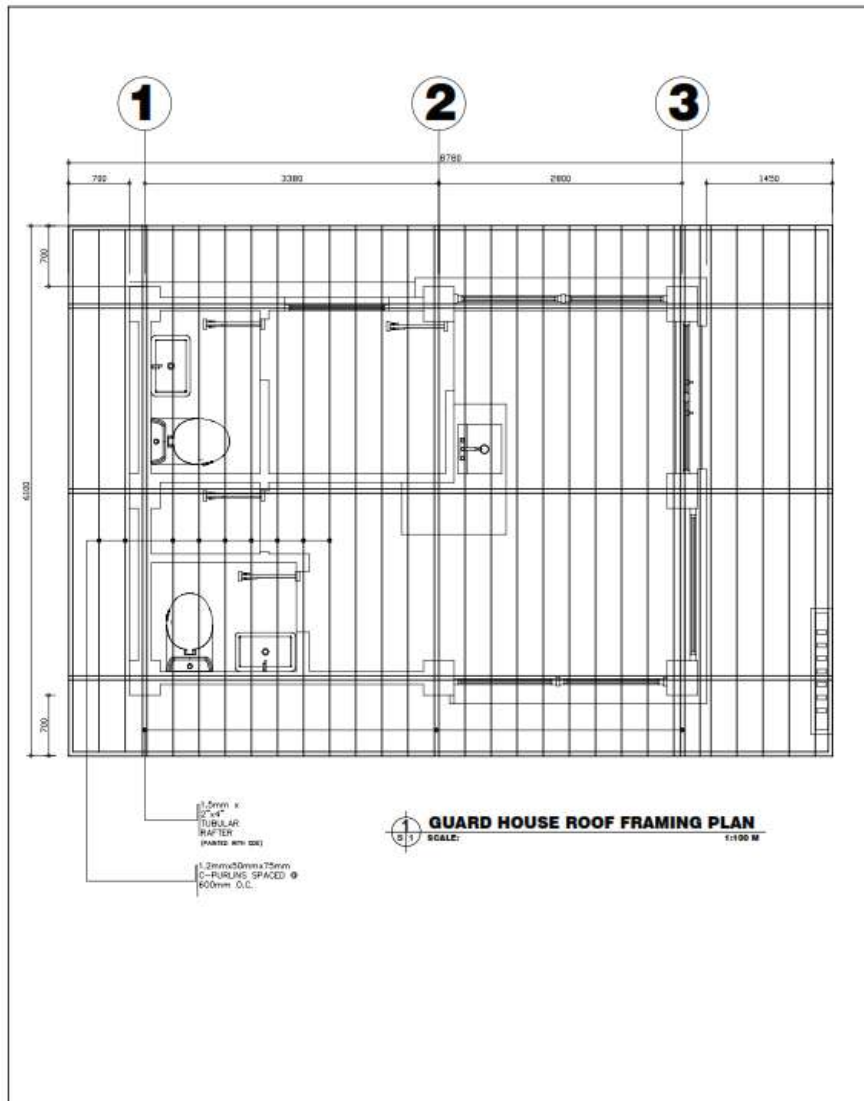 1
2
3
8780
700
3380
2800
1450
700
6100
700
1.5mm x
2"x4"
TUBULAR
RAFTER
1.2mmx50mmx75mm
C-PURLINS SPACED @
600mm O.C.
1
S 1
GUARD HOUSE ROOF FRAMING PLAN
SCALE:
1:100 M